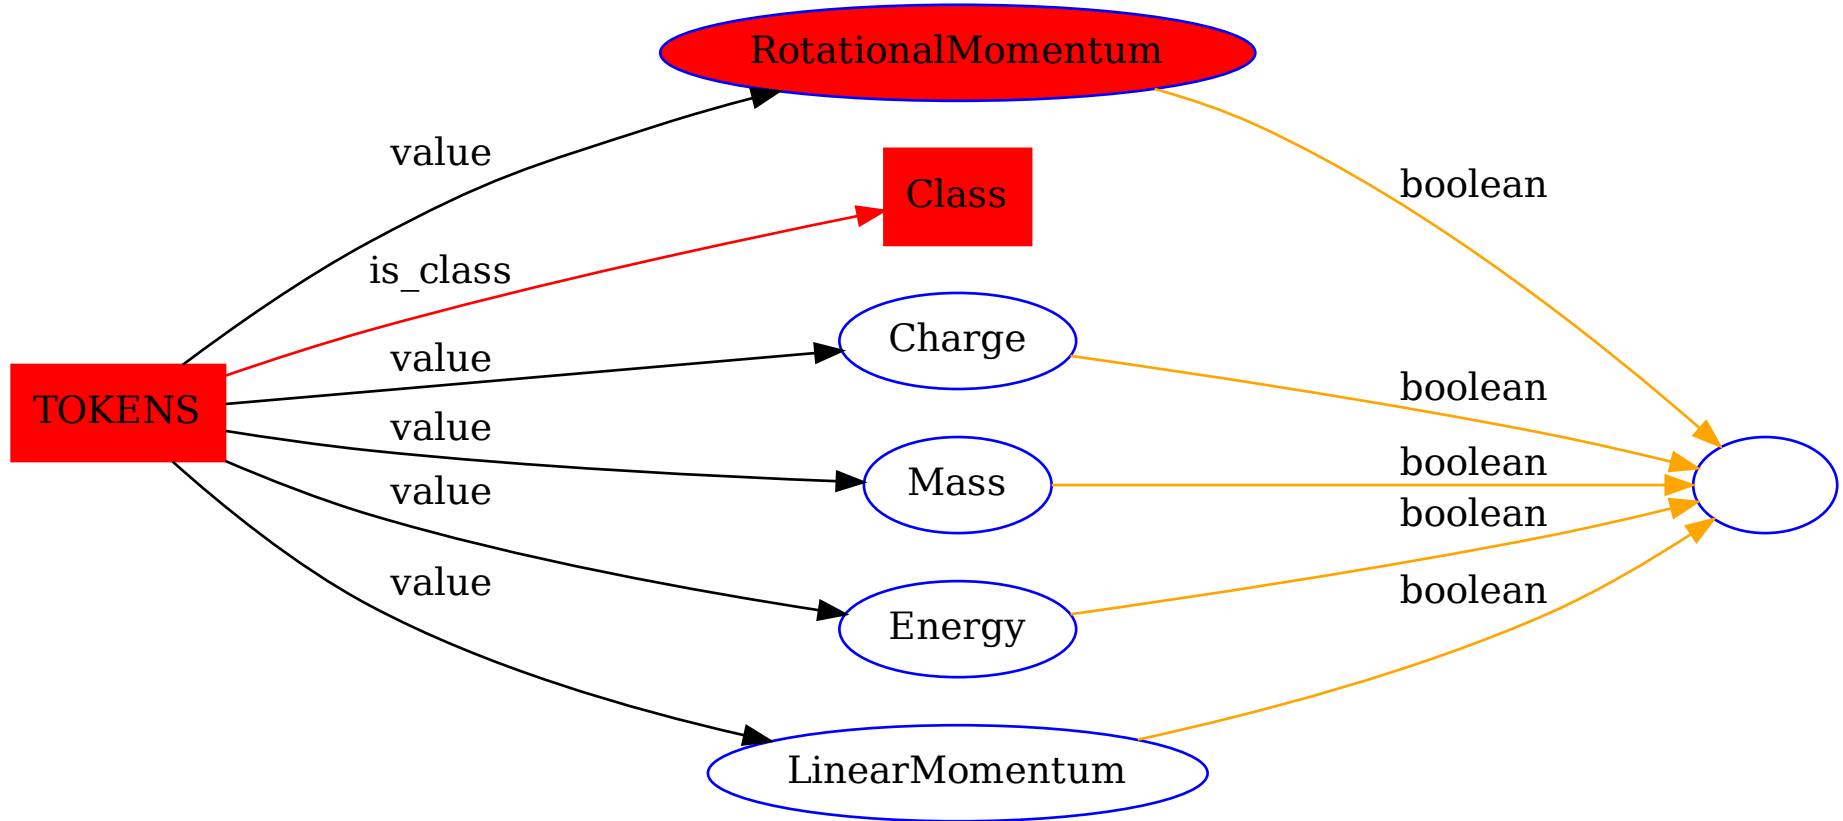 RotationalMomentum
value
boolean
Class
is_class
Charge
value
boolean
TOKENS
value
Mass
boolean
value
boolean
Energy
value
boolean
LinearMomentum